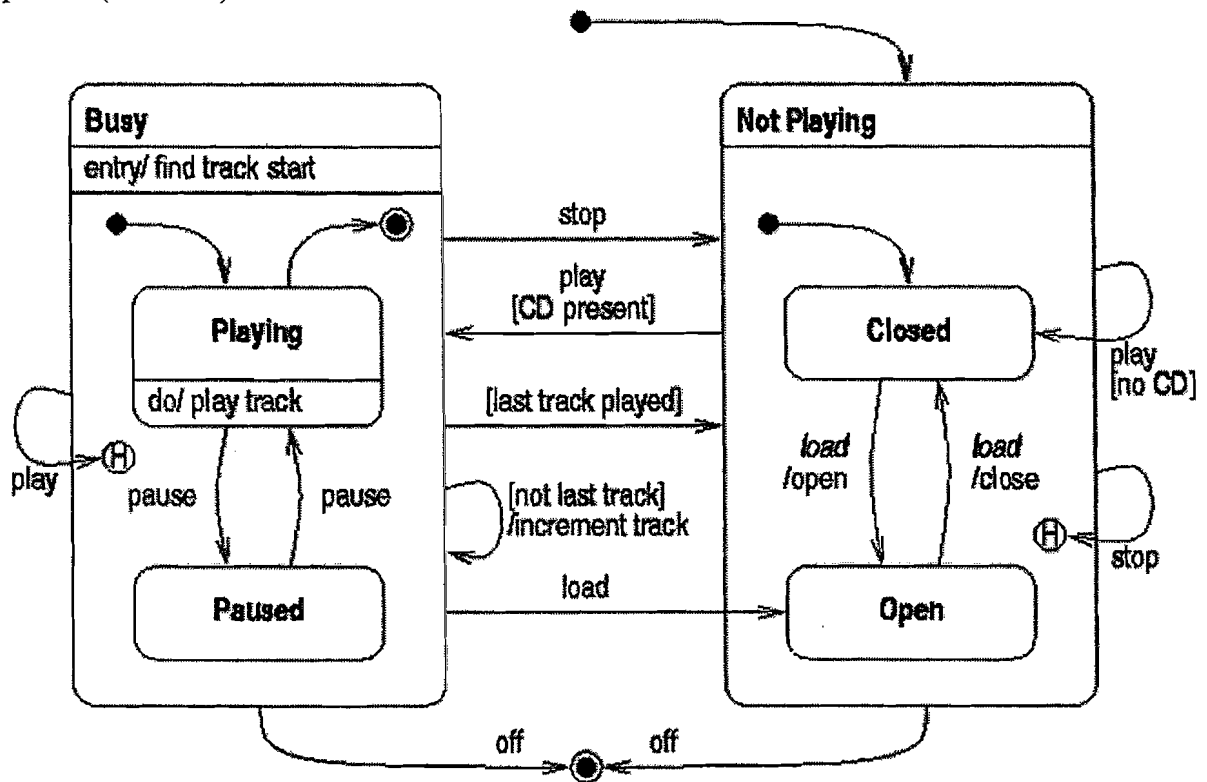 Busy
entry/ find track start
Playing
do/ play track
play
H
pause
pause
Paused
stop
play
[CD present]
[last track played]
[not last track]
/increment track
load
Not Playing
Closed
play
[no CD]
load
/open
load
/close
H
stop
Open
off
off